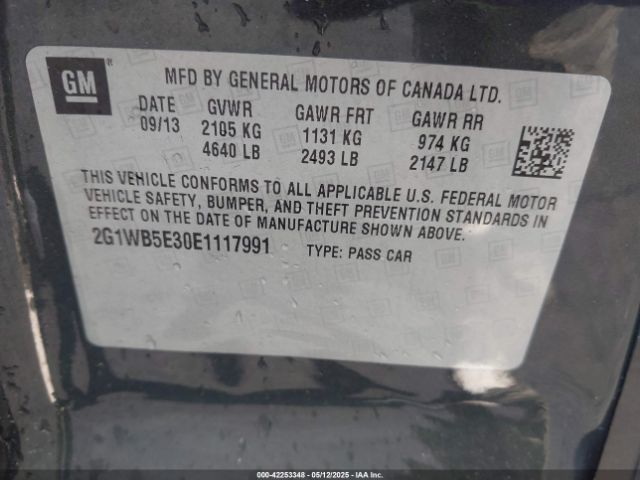 GM
MFD BY GENERAL MOTORS OF CANADA LTD.
DATE GVWR GAWR FRT GAWR RR
09/13 2105 KG 1131 KG 974 KG
4640 LB 2493 LB 2147 LB
THIS VEHICLE CONFORMS TO ALL APPLICABLE U.S. FEDERAL MOTOR
VEHICLE SAFETY, BUMPER, AND THEFT PREVENTION STANDARDS IN
EFFECT ON THE DATE OF MANUFACTURE SHOWN ABOVE.
2G1WB5E30E1117991 TYPE: PASS CAR
000-42253348 - 05/12/2025 - IAA Inc.